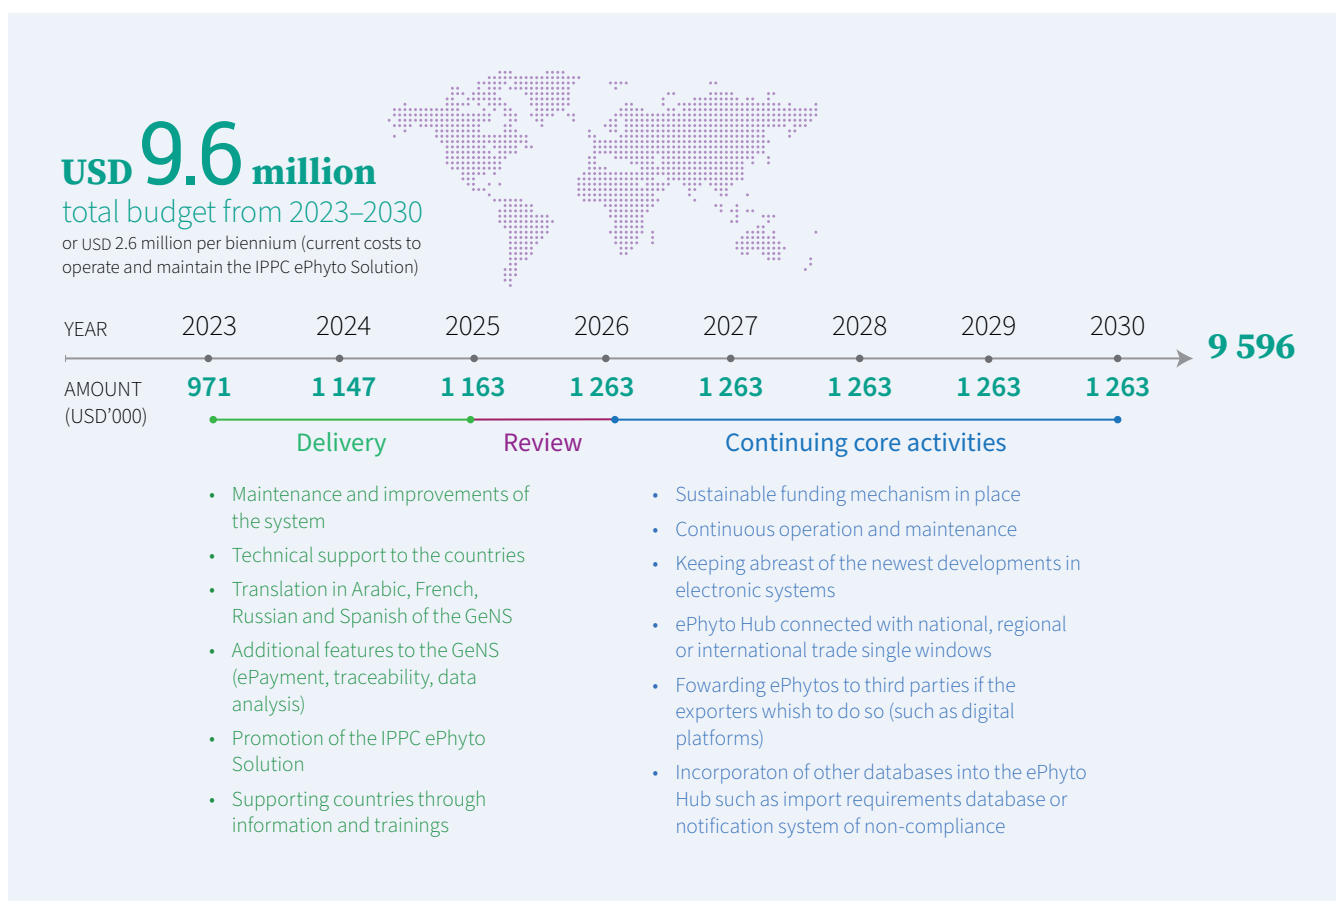 USD 9.6 million
total budget from 2023–2030
or USD 2.6 million per biennium (current costs to
operate and maintain the IPPC ePhyto Solution)
YEAR 2023 2024 2025 2026 2027 2028 2029 2030
9 596
AMOUNT 971 1 147 1 163 1 263 1 263 1 263 1 263 1 263
(USD'000)
Delivery Review Continuing core activities
• Maintenance and improvements of
the system
• Technical support to the countries
• Translation in Arabic, French,
Russian and Spanish of the GeNS
• Additional features to the GeNS
(ePayment, traceability, data
analysis)
• Promotion of the IPPC ePhyto
Solution
• Supporting countries through
information and trainings
• Sustainable funding mechanism in place
• Continuous operation and maintenance
• Keeping abreast of the newest developments in
electronic systems
• ePhyto Hub connected with national, regional
or international trade single windows
• Fowarding ePhytos to third parties if the
exporters whish to do so (such as digital
platforms)
• Incorporaton of other databases into the ePhyto
Hub such as import requirements database or
notification system of non-compliance